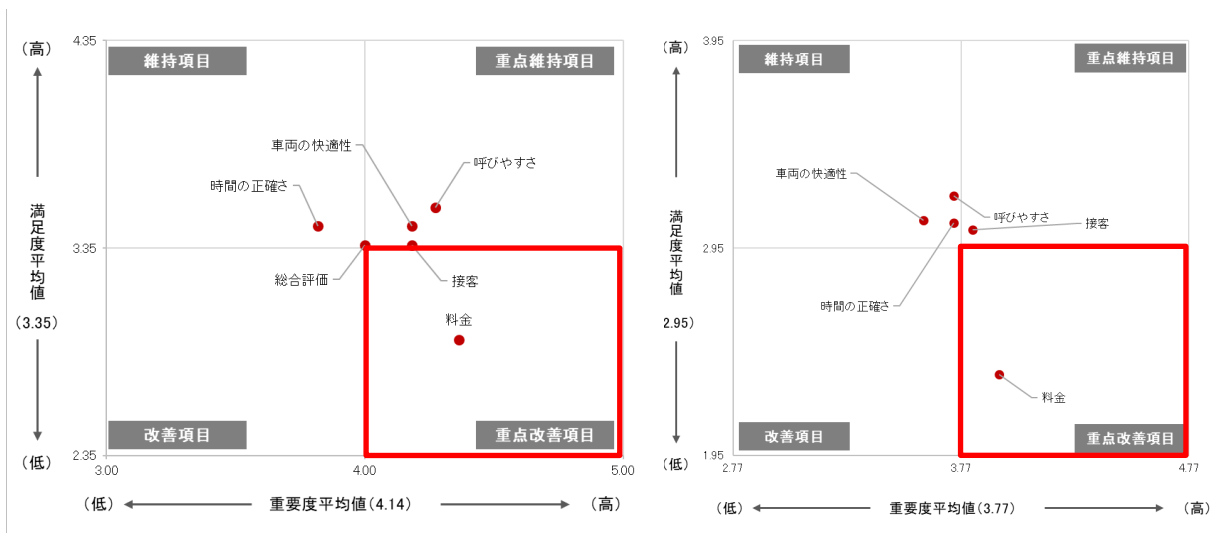 （高）
4.35
維持項目
重点維持項目
車両の快適性
呼びやすさ
時間の正確さ
満足度平均値
（3.35）
3.35
総合評価
接客
料金
改善項目
重点改善項目
（低）
2.35
3.00
4.00
5.00
（低）
重要度平均値（4.14）
（高）
高）
3.95
維持項目
重点維持項目
車両の快適性
呼びやすさ
接客
満足度平均値
2.95）
2.95
時間の正確さ
料金
改善項目
重点改善項目
（低）
1.95
2.77
3.77
4.77
（低）
重要度平均値（3.77）
（高）